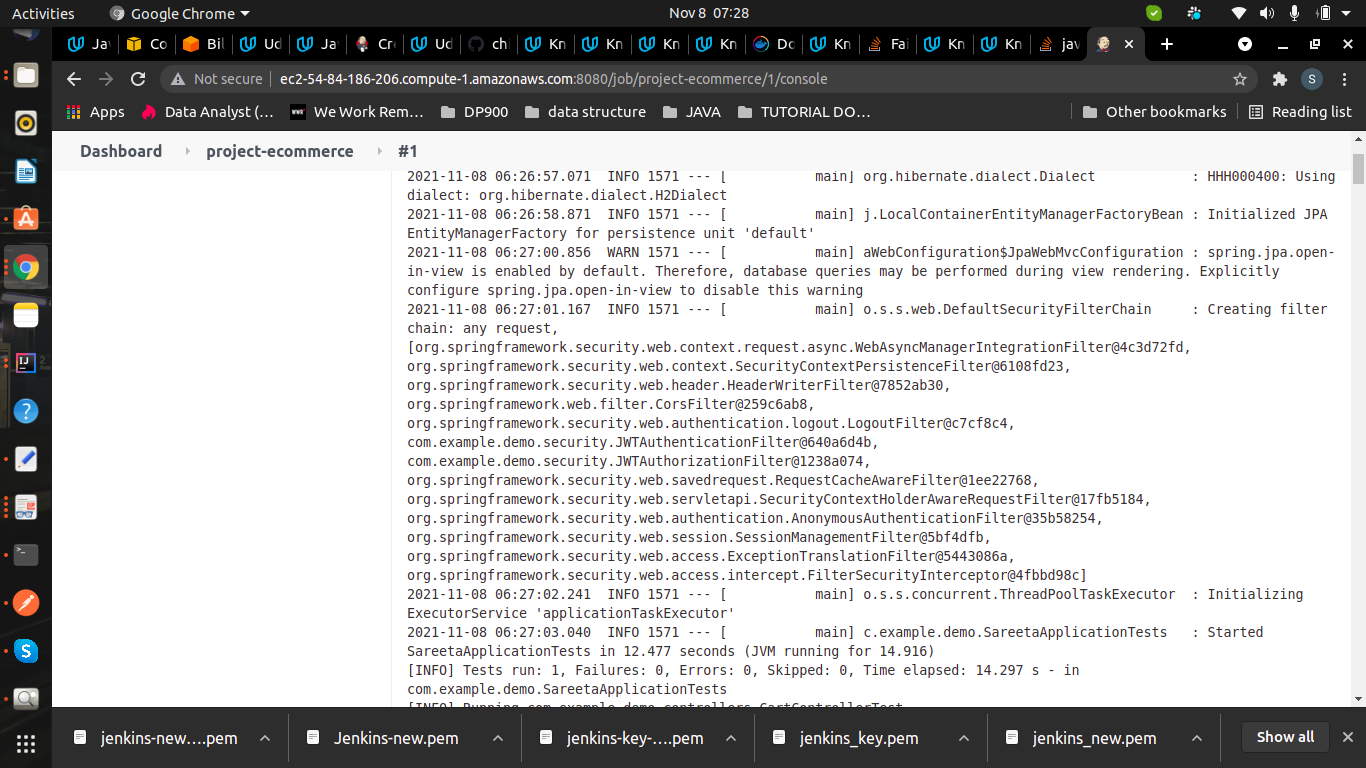 Activities
Google Chrome
Nov 8 07:28
Jav
Co
Bil
Ud
Jav
Cre
Ud
chi
Kn
Kn
Kn
Kn
Do
Kn
Fai
Kn
Kn
jav
Not secure
ec2-54-84-186-206.compute-1.amazonaws.com:8080/job/project-ecommerce/1/console
S
Apps
Data Analyst (...
We Work Rem...
DP900
data structure
JAVA
TUTORIAL DO...
Other bookmarks
Reading list
Dashboard
project-ecommerce
#1
2021-11-08 06:26:57.071 INFO 1571 --- [ main] org.hibernate.dialect.Dialect : HHH000400: Using
dialect: org.hibernate.dialect.H2Dialect
2021-11-08 06:26:58.871 INFO 1571 --- [ main] j.LocalContainerEntityManagerFactoryBean : Initialized JPA
EntityManagerFactory for persistence unit 'default'
2021-11-08 06:27:00.856 WARN 1571 --- [ main] aWebConfiguration$JpaWebMvcConfiguration : spring.jpa.open-
in-view is enabled by default. Therefore, database queries may be performed during view rendering. Explicitly
configure spring.jpa.open-in-view to disable this warning
2021-11-08 06:27:01.167 INFO 1571 --- [ main] o.s.s.web.DefaultSecurityFilterChain : Creating filter
chain: any request,
[org.springframework.security.web.context.request.async.WebAsyncManagerIntegrationFilter@4c3d72fd,
org.springframework.security.web.context.SecurityContextPersistenceFilter@6108fd23,
org.springframework.security.web.header.HeaderWriterFilter@7852ab30,
org.springframework.web.filter.CorsFilter@259c6ab8,
org.springframework.security.web.authentication.logout.LogoutFilter@c7cf8c4,
com.example.demo.security.JWTAuthenticationFilter@640a6d4b,
com.example.demo.security.JWTAuthorizationFilter@1238a074,
org.springframework.security.web.savedrequest.RequestCacheAwareFilter@1ee22768,
org.springframework.security.web.servletapi.SecurityContextHolderAwareRequestFilter@17fb5184,
org.springframework.security.web.authentication.AnonymousAuthenticationFilter@35b58254,
org.springframework.security.web.session.SessionManagementFilter@5bf4dfb,
org.springframework.security.web.access.ExceptionTranslationFilter@5443086a,
org.springframework.security.web.access.intercept.FilterSecurityInterceptor@4fbbd98c]
2021-11-08 06:27:02.241 INFO 1571 --- [ main] o.s.s.concurrent.ThreadPoolTaskExecutor : Initializing
ExecutorService 'applicationTaskExecutor'
2021-11-08 06:27:03.040 INFO 1571 --- [ main] c.example.demo.SareetaApplicationTests : Started
SareetaApplicationTests in 12.477 seconds (JVM running for 14.916)
[INFO] Tests run: 1, Failures: 0, Errors: 0, Skipped: 0, Time elapsed: 14.297 s - in
com.example.demo.SareetaApplicationTests
[INFO] Running com.example.demo.controllers.CartControllerTest
jenkins-new....pem
Jenkins-new.pem
jenkins-key-....pem
jenkins_key.pem
jenkins_new.pem
Show all